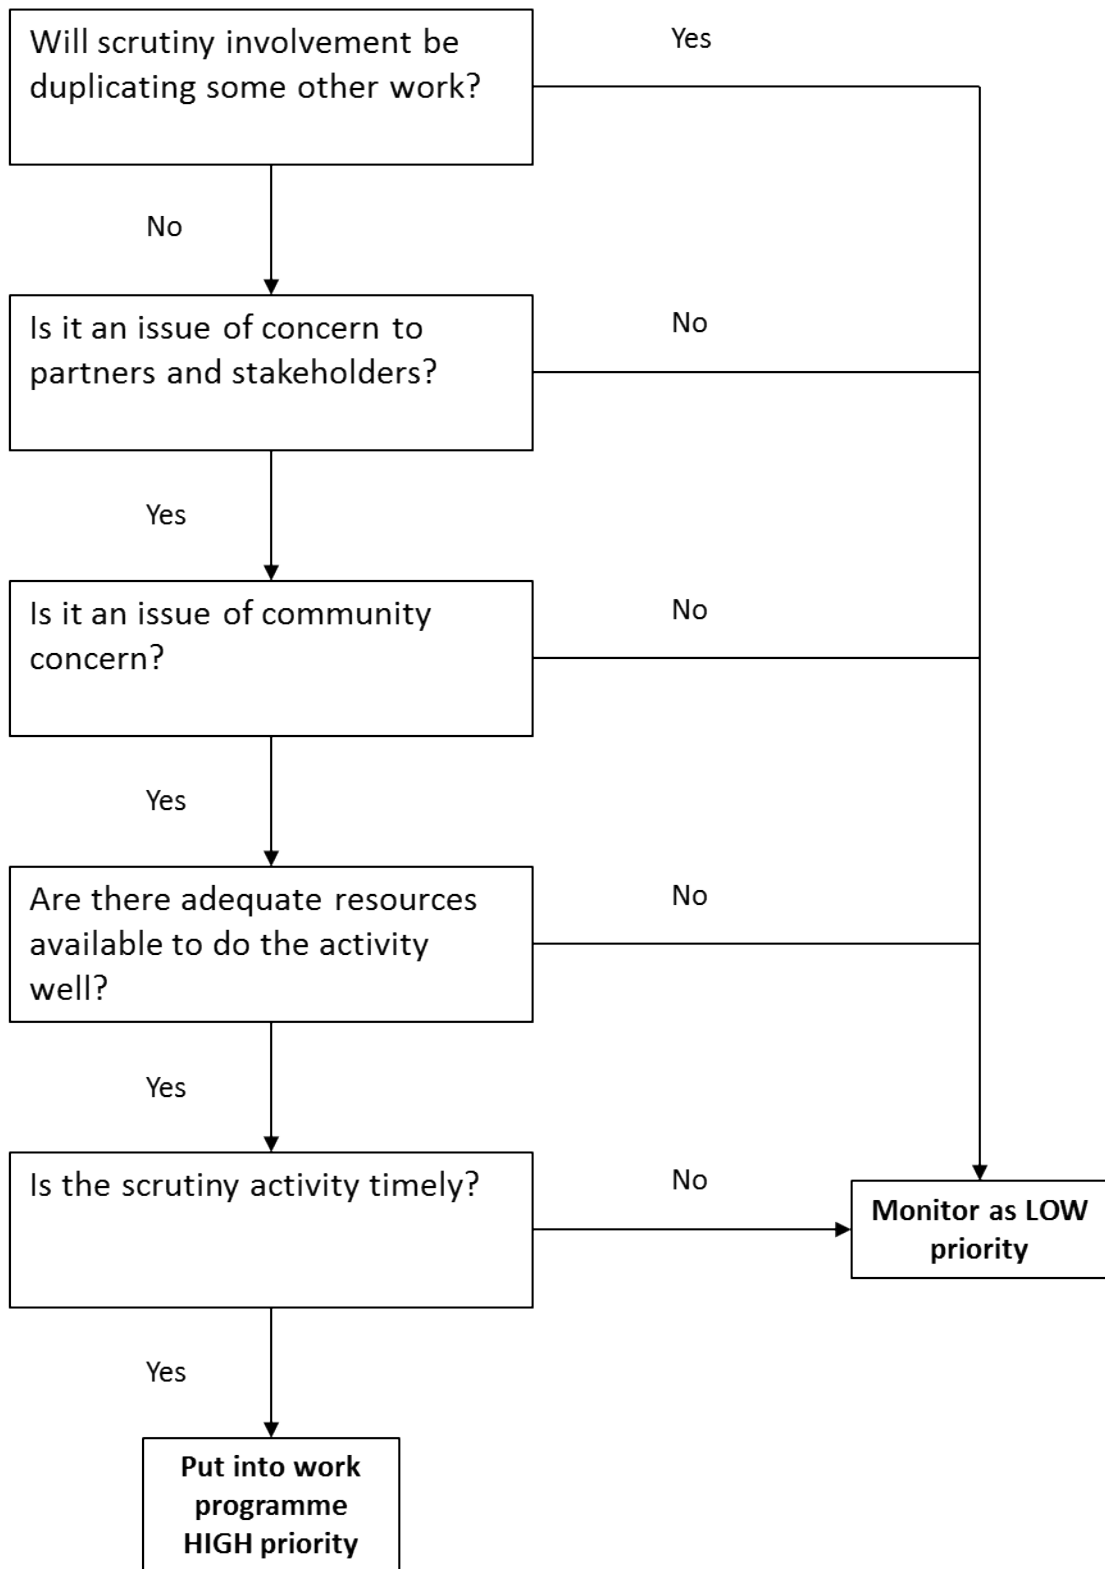 Will scrutiny involvement be
duplicating some other work?
Yes
No
Is it an issue of concern to
partners and stakeholders?
No
Yes
Is it an issue of community
concern?
No
Yes
Are there adequate resources
available to do the activity
well?
No
Yes
Is the scrutiny activity timely?
No
Monitor as LOW
priority
Yes
Put into work
programme
HIGH priority